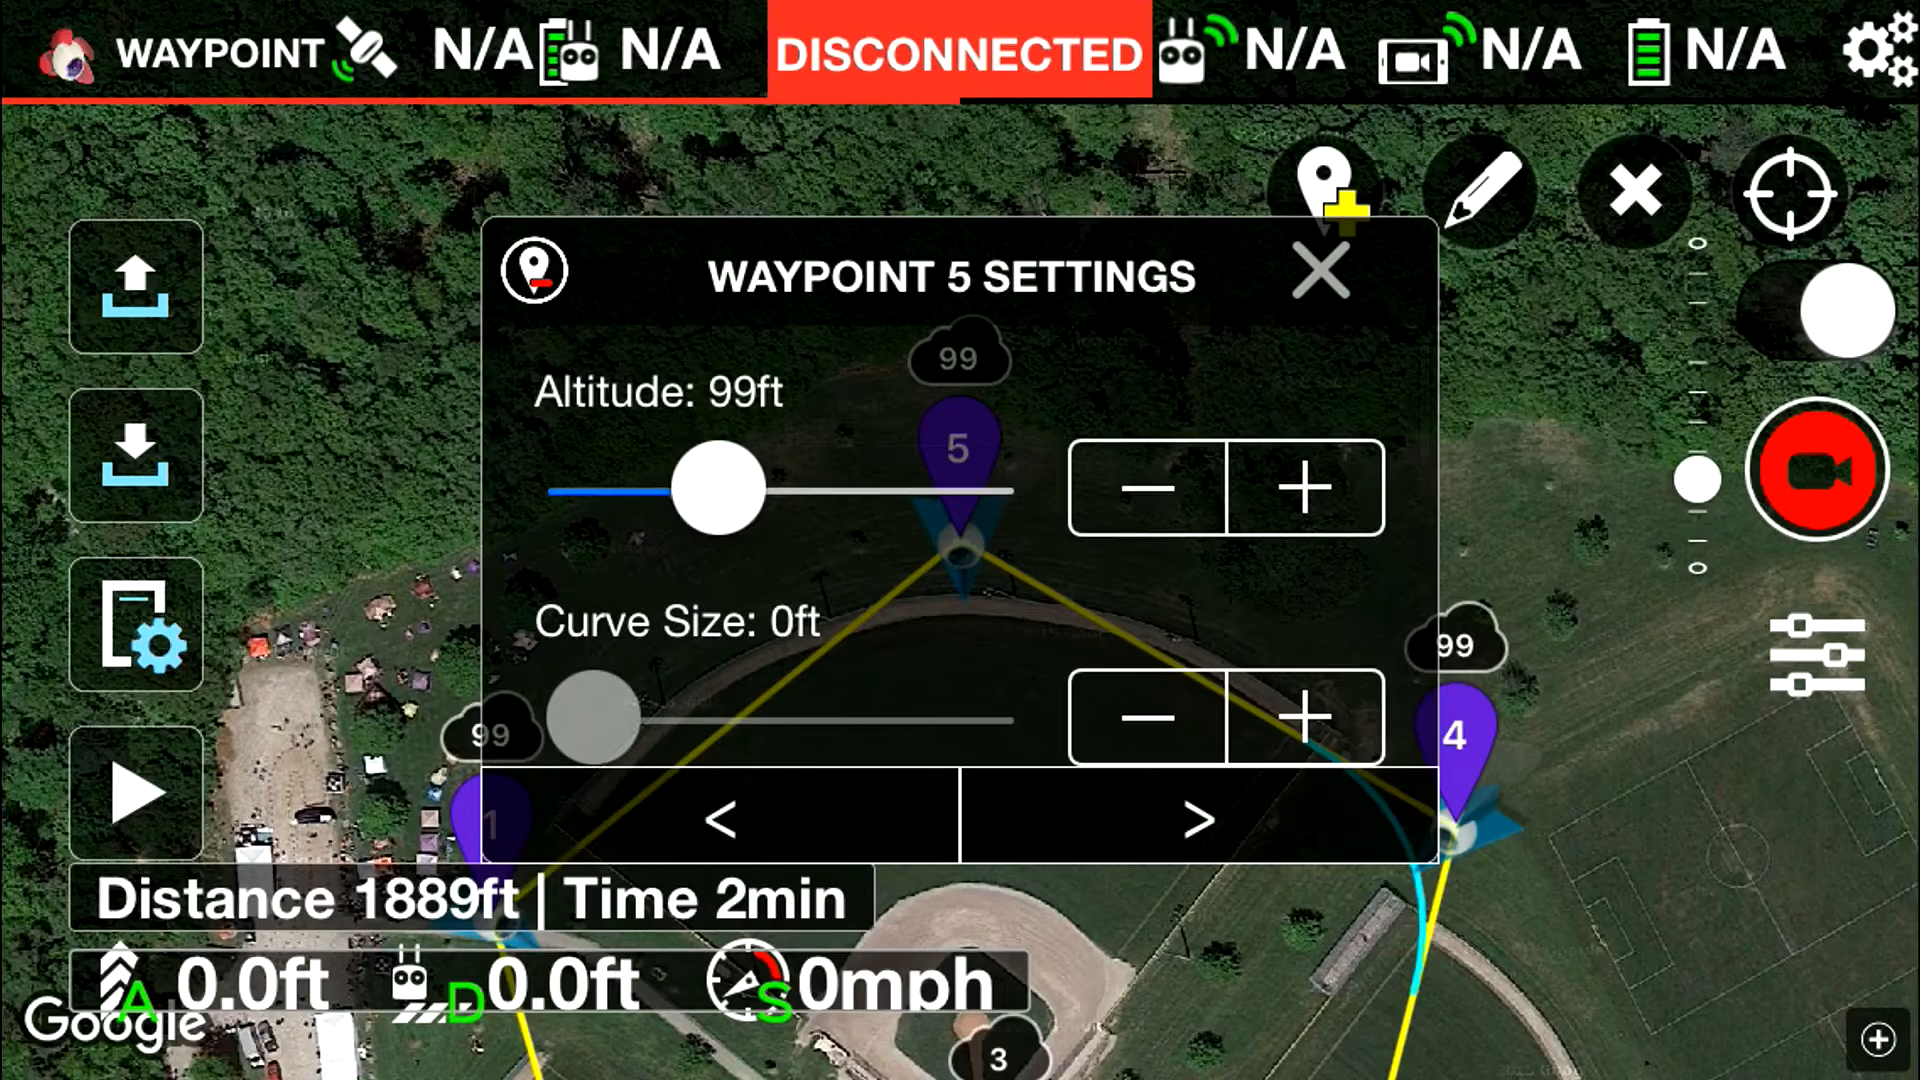 WAYPOINT N/A N/A DISCONNECTED N/A N/A N/A
WAYPOINT 5 SETTINGS
99
Altitude: 99ft
5
Curve Size: 0ft
99
99
4
1
< >
Distance 1889ft | Time 2min
A 0.0ft D 0.0ft S 0mph
Google
3